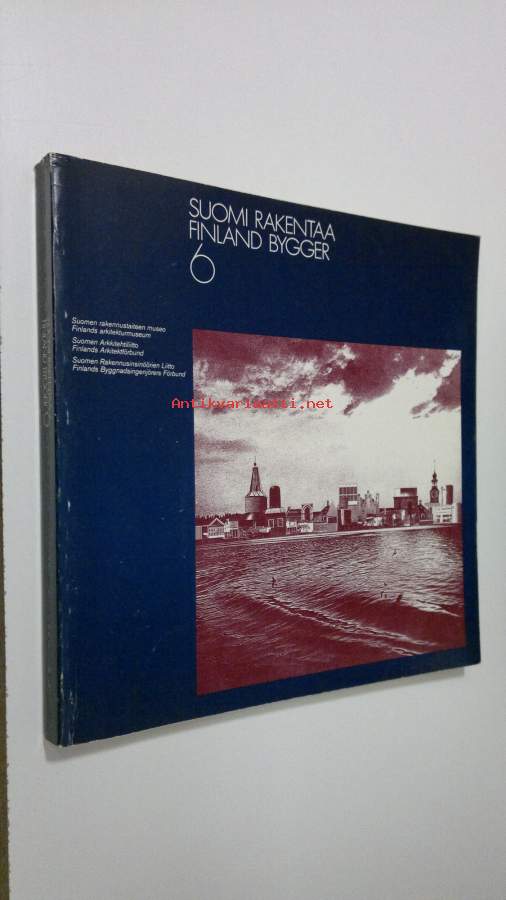 SUOMI RAKENTAA
FINLAND BYGGER
6
Suomen rakennustaiteen museo
Finlands arkitekturmuseum
Suomen Arkkitehtiliitto
Finlands Arkitektförbund
Suomen Rakennusinsinöörien Liitto
Finlands Byggnadsingenjörers Förbund
Antikvariaatti.net